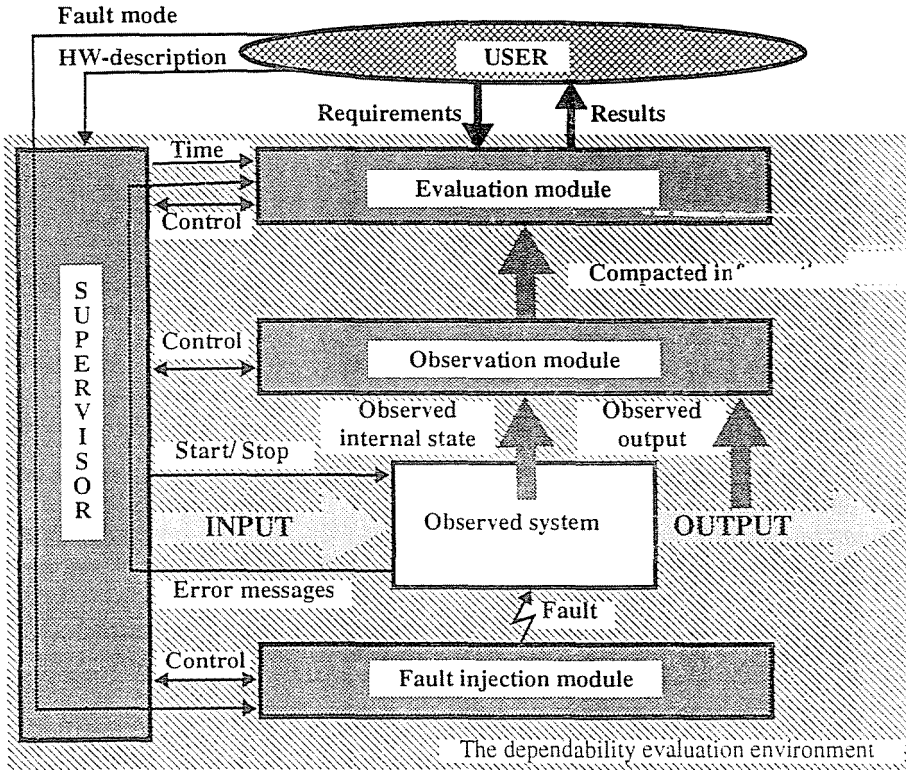 Fault mode
HW-description
USER
Requirements
Results
Time
Evaluation module
Control
Compacted
SUPERVISOR
Control
Observation module
Observed
internal state
Observed
output
Start/ Stop
INPUT
Observed system
OUTPUT
Error messages
Fault
Control
Fault injection module
The dependability evaluation environment